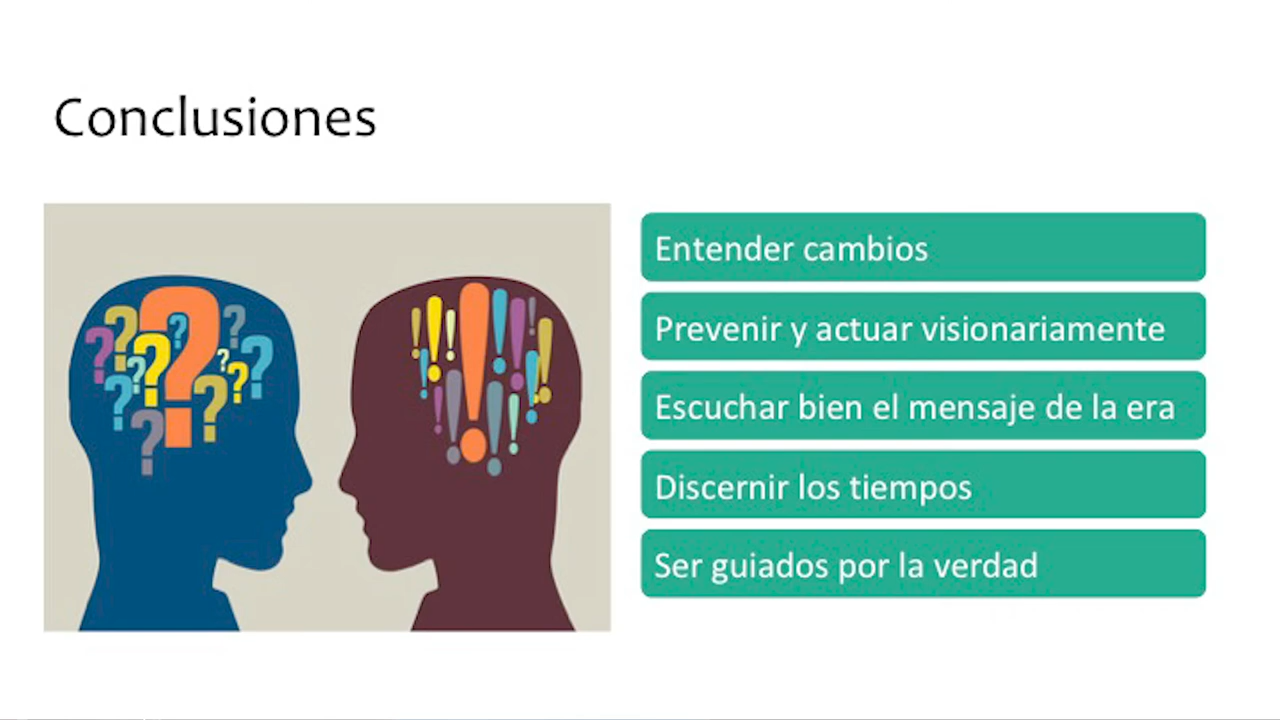 Conclusiones
Entender cambios
Prevenir y actuar visionariamente
Escuchar bien el mensaje de la era
Discernir los tiempos
Ser guiados por la verdad